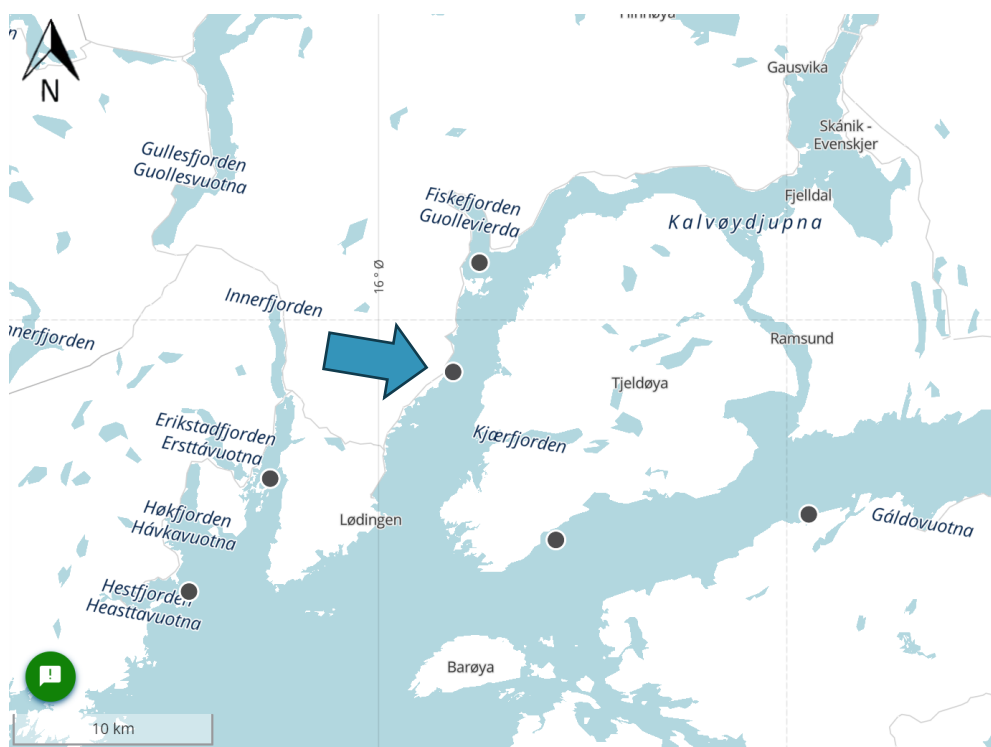 N
Hinnøya
Gausvika
Skánik -
Evenskjer
Gullesfjorden
Guollesvuotna
Fjelldal
Fiskefjorden
Guollevierda
Kalvøydjupna
16 ° Ø
Innerfjorden
nnerfjorden
Ramsund
Tjeldøya
Erikstadfjorden
Ersttávuotna
Kjærfjorden
Høkfjorden
Hávkavuotna
Lødingen
Gáldovuotna
Hestfjorden
Heasttavuotna
Barøya
10 km